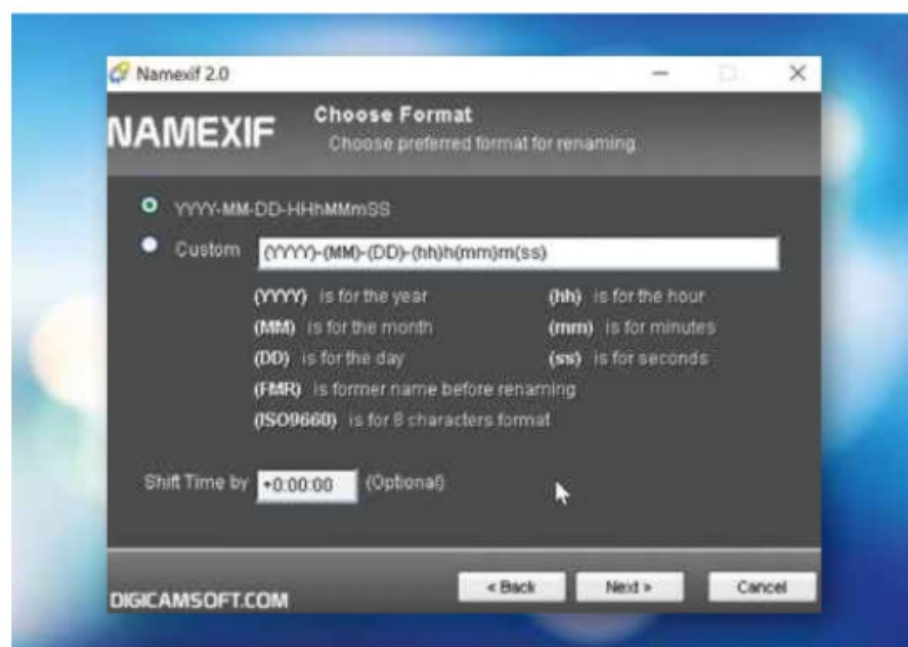 Namexif 2.0
NAMEXIF
Choose Format
Choose preferred format for renaming
YYYY-MM-DD-HHhMMmSS
Custom (YYYY)-(MM)-(DD)-(hh)h(mm)m(ss)
(YYYY) is for the year (hh) is for the hour
(MM) is for the month (mm) is for minutes
(DD) is for the day (ss) is for seconds
(FMR) is former name before renaming
(ISO9660) is for 8 characters format
Shift Time by +0:00:00 (Optional)
< Back Next > Cancel
DIGICAMSOFT.COM